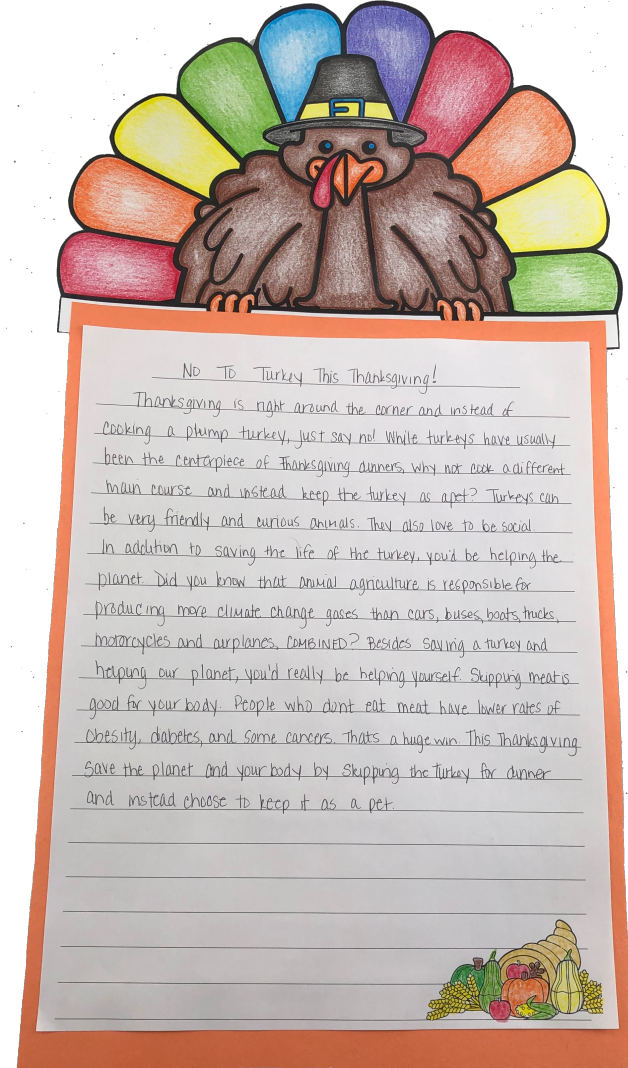 No To Turkey This Thanksgiving!
Thanksgiving is right around the corner and instead of
cooking a plump turkey, just say no! While turkeys have usually
been the centerpiece of Thanksgiving dinners, why not cook a different
main course and instead keep the turkey as a pet? Turkeys can
be very friendly and curious animals. They also love to be social.
In addition to saving the life of the turkey, you'd be helping the
planet. Did you know that animal agriculture is responsible for
producing more climate change gases than cars, buses, boats, trucks,
motorcycles and airplanes, COMBINED? Besides saving a turkey and
helping our planet, you'd really be helping yourself. Skipping meat is
good for your body. People who dont eat meat have lower rates of
obesity, diabetes, and some cancers. Thats a huge win. This Thanksgiving
save the planet and your body by skipping the turkey for dinner
and instead choose to keep it as a pet.